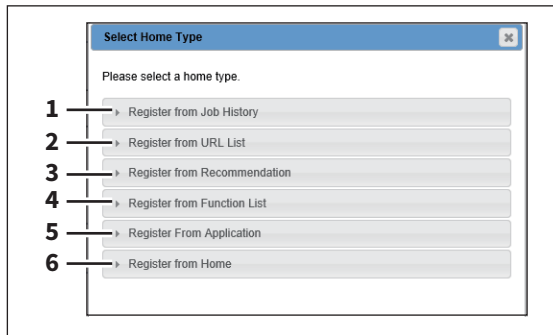 Select Home Type
Please select a home type.
1 Register from Job History
2 Register from URL List
3 Register from Recommendation
4 Register from Function List
5 Register From Application
6 Register from Home